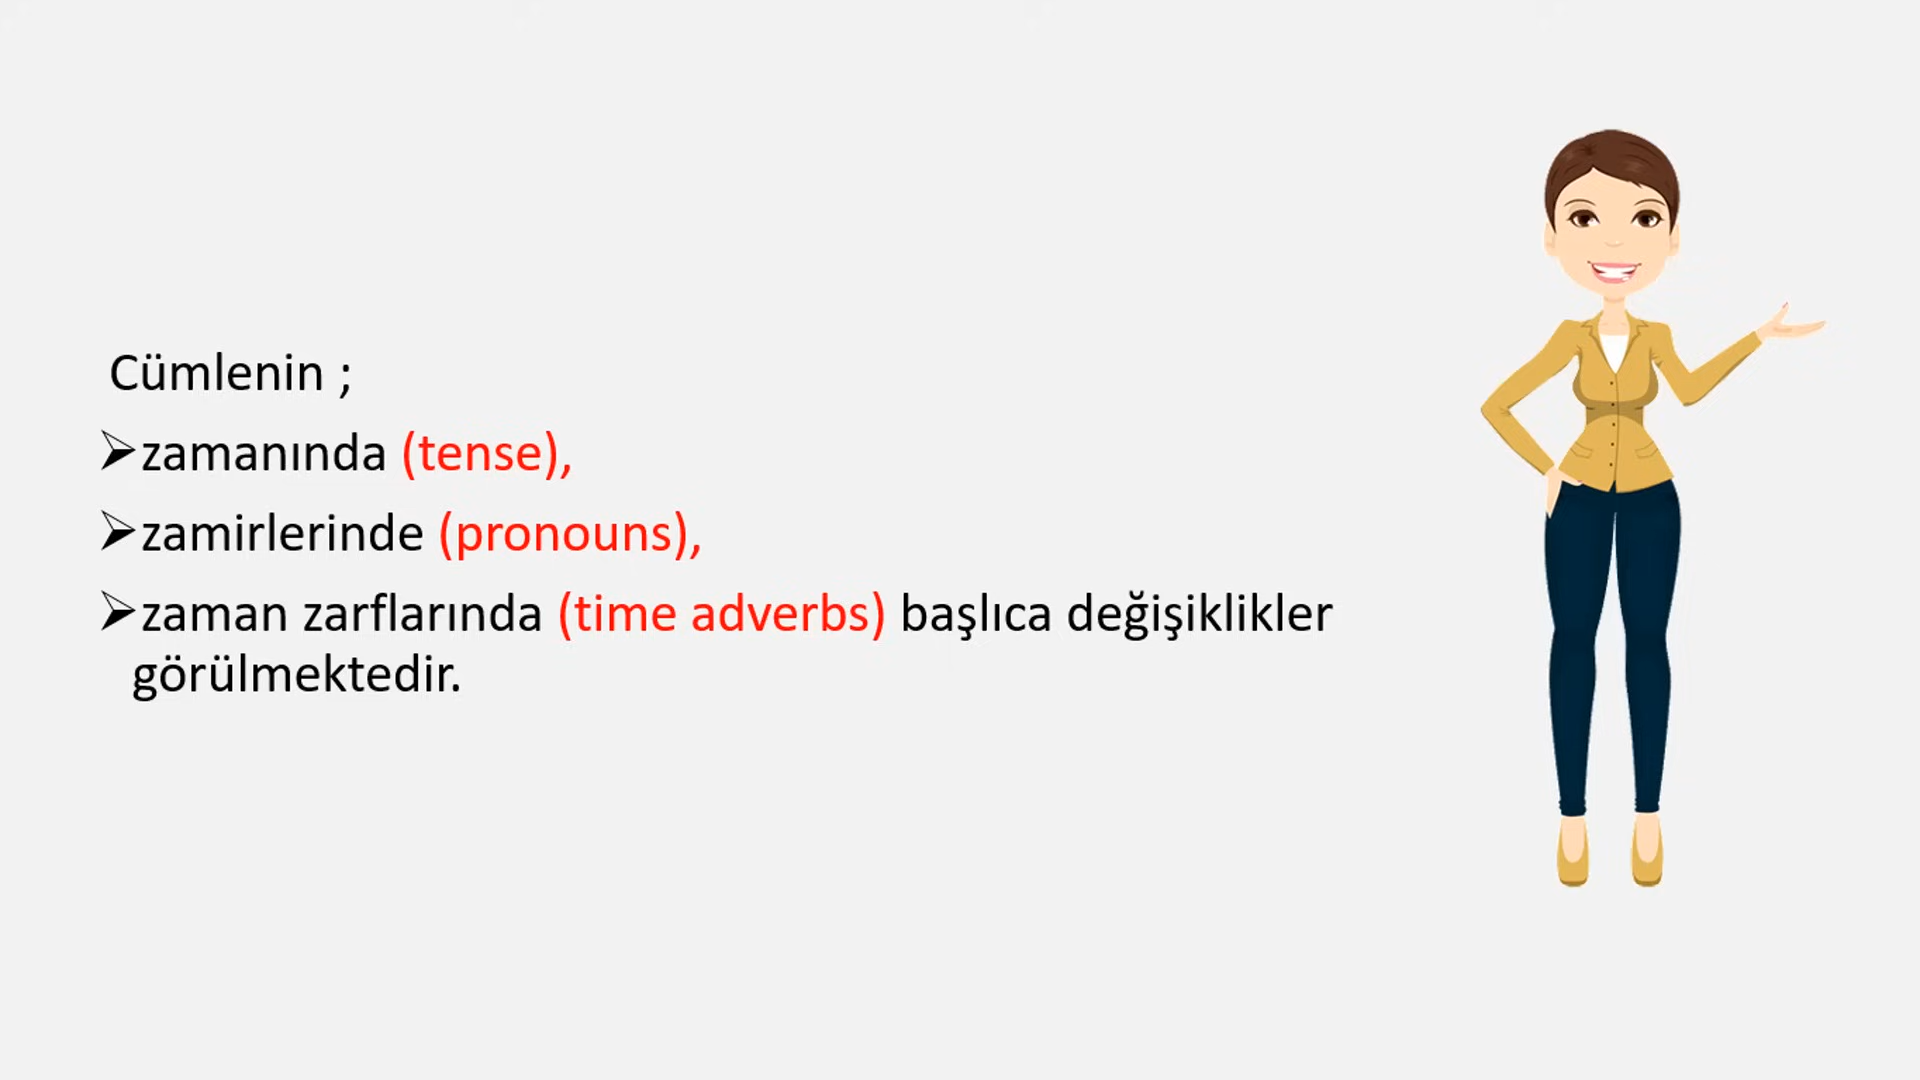 Cümlenin ;
➢zamanında (tense),
➢zamirlerinde (pronouns),
➢zaman zarflarında (time adverbs) başlıca değişiklikler
görülmektedir.